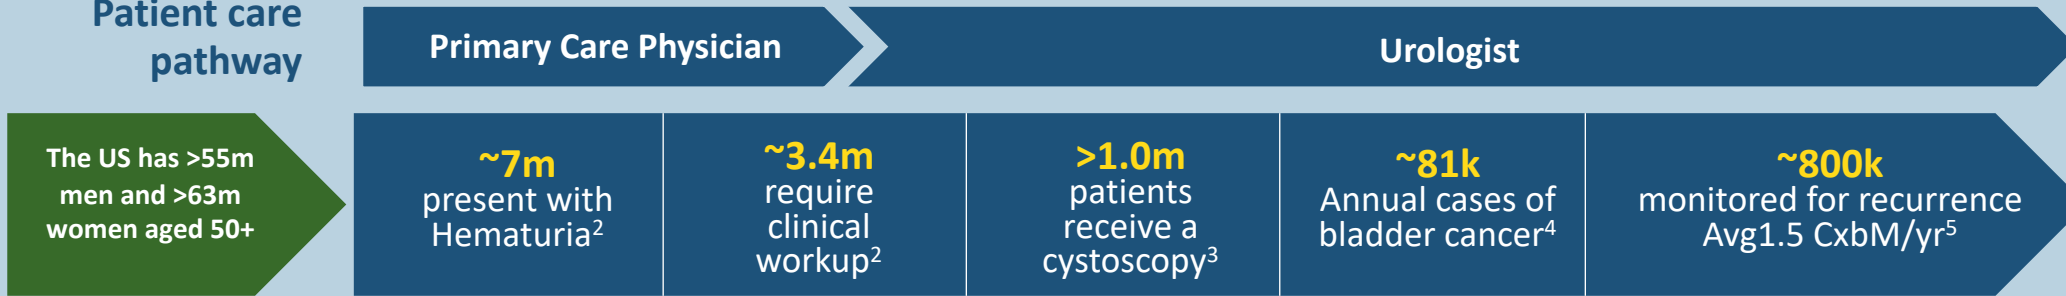 Patient care
pathway
Primary Care Physician
Urologist
The US has >55m
men and >63m
women aged 50+
~7m
present with
Hematuria2
~3.4m
require
clinical
workup2
>1.0m
patients
receive a
cystoscopy3
~81k
Annual cases of
bladder cancer4
~800k
monitored for recurrence
Avg1.5 CxbM/yr5